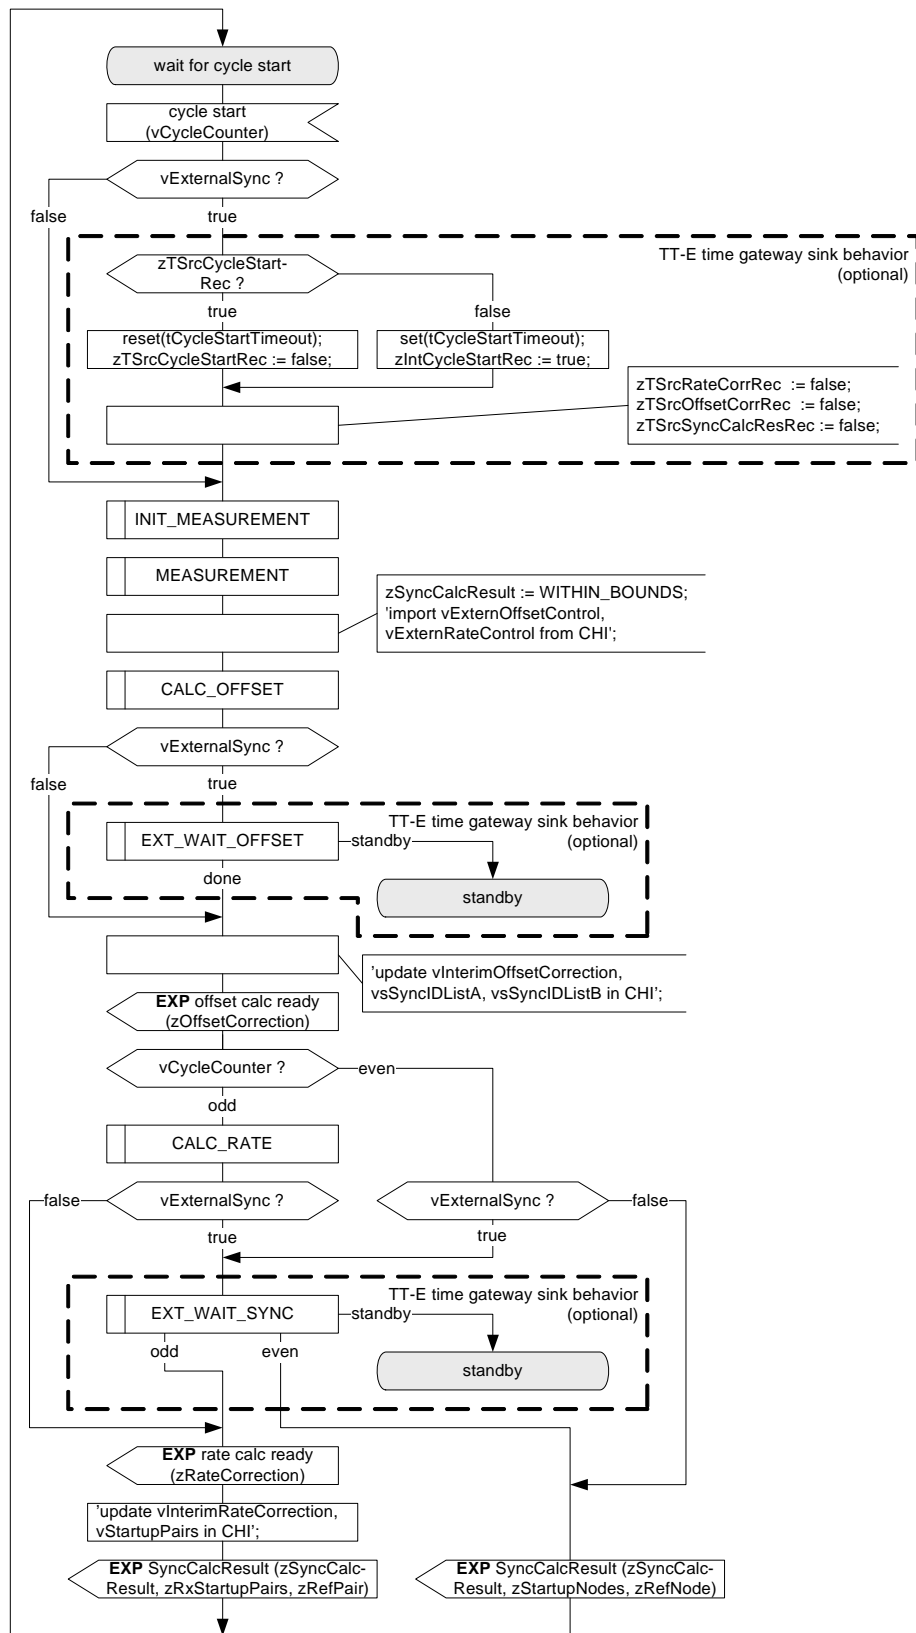 wait for cycle start
cycle start
(vCycleCounter)
vExternalSync ?
false
true
TT-E time gateway sink behavior
(optional)
zTSrcCycleStart-
Rec ?
true
false
reset(tCycleStartTimeout);
zTSrcCycleStartRec := false;
set(tCycleStartTimeout);
zIntCycleStartRec := true;
zTSrcRateCorrRec := false;
zTSrcOffsetCorrRec := false;
zTSrcSyncCalcResRec := false;
INIT_MEASUREMENT
MEASUREMENT
zSyncCalcResult := WITHIN_BOUNDS;
'import vExternOffsetControl,
vExternRateControl from CHI';
CALC_OFFSET
vExternalSync ?
false
true
TT-E time gateway sink behavior
(optional)
EXT_WAIT_OFFSET
standby
done
standby
'update vInterimOffsetCorrection,
vsSyncIDListA, vsSyncIDListB in CHI';
EXP offset calc ready
(zOffsetCorrection)
vCycleCounter ?
even
odd
CALC_RATE
false
vExternalSync ?
vExternalSync ?
false
true
true
TT-E time gateway sink behavior
(optional)
EXT_WAIT_SYNC
standby
odd
even
standby
EXP rate calc ready
(zRateCorrection)
'update vInterimRateCorrection,
vStartupPairs in CHI';
EXP SyncCalcResult (zSyncCalc-
Result, zRxStartupPairs, zRefPair)
EXP SyncCalcResult (zSyncCalc-
Result, zStartupNodes, zRefNode)